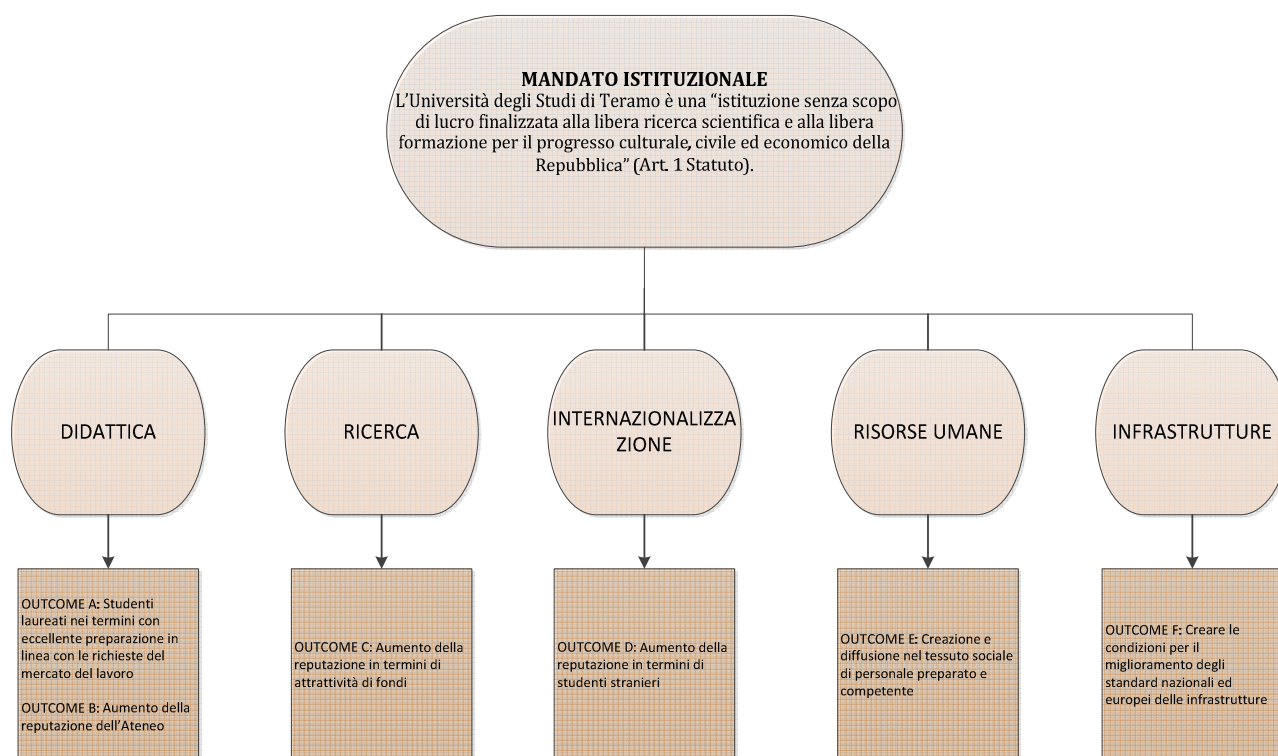 MANDATO ISTITUZIONALE
L’Università degli Studi di Teramo è una “istituzione senza scopo
di lucro finalizzata alla libera ricerca scientifica e alla libera
formazione per il progresso culturale, civile ed economico della
Repubblica” (Art. 1 Statuto).
DIDATTICA
RICERCA
INTERNAZIONALIZZA
ZIONE
RISORSE UMANE
INFRASTRUTTURE
OUTCOME A: Studenti
laureati nei termini con
eccellente preparazione in
linea con le richieste del
mercato del lavoro
OUTCOME B: Aumento della
reputazione dell’Ateneo
OUTCOME C: Aumento della
reputazione in termini di
attrattività di fondi
OUTCOME D: Aumento della
reputazione in termini di
studenti stranieri
OUTCOME E: Creazione e
diffusione nel tessuto sociale
di personale preparato e
competente
OUTCOME F: Creare le
condizioni per il
miglioramento degli
standard nazionali ed
europei delle infrastrutture